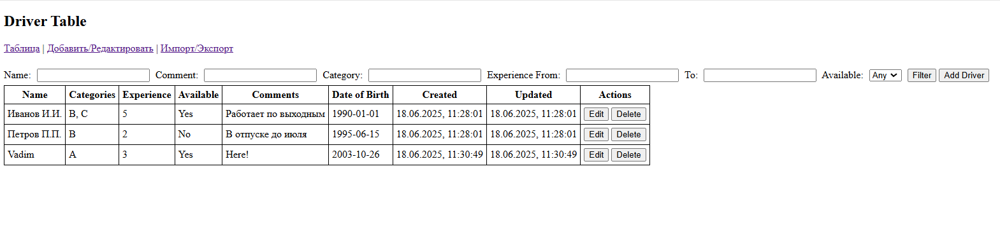 Driver Table
Таблица | Добавить/Редактировать | Импорт/Экспорт
Name: Comment: Category: Experience From: To: Available: Any Filter Add Driver
Name Categories Experience Available Comments Date of Birth Created Updated Actions
Иванов И.И. B, C 5 Yes Работает по выходным 1990-01-01 18.06.2025, 11:28:01 18.06.2025, 11:28:01 Edit Delete
Петров П.П. B 2 No В отпуске до июля 1995-06-15 18.06.2025, 11:28:01 18.06.2025, 11:28:01 Edit Delete
Vadim A 3 Yes Here! 2003-10-26 18.06.2025, 11:30:49 18.06.2025, 11:30:49 Edit Delete